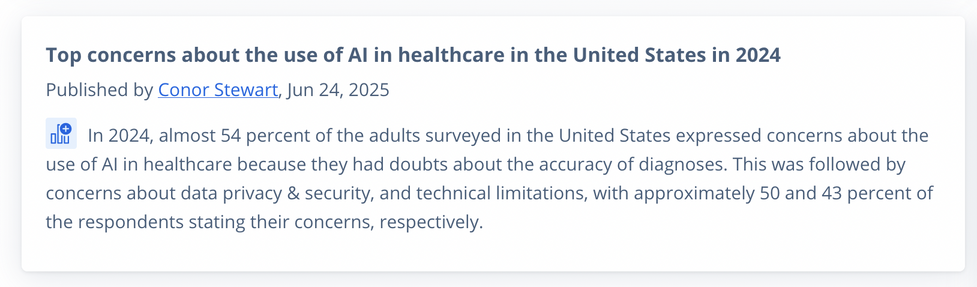 Top concerns about the use of AI in healthcare in the United States in 2024
Published by Conor Stewart, Jun 24, 2025
In 2024, almost 54 percent of the adults surveyed in the United States expressed concerns about the
use of AI in healthcare because they had doubts about the accuracy of diagnoses. This was followed by
concerns about data privacy & security, and technical limitations, with approximately 50 and 43 percent of
the respondents stating their concerns, respectively.